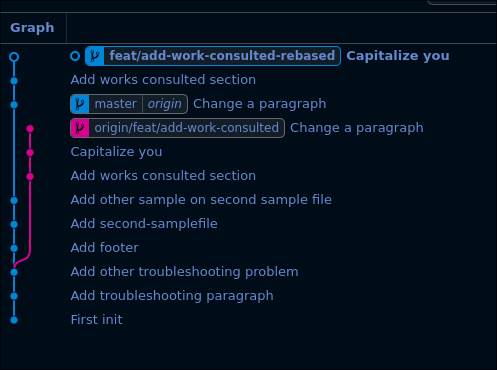 Graph
feat/add-work-consulted-rebased Capitalize you
Add works consulted section
master origin Change a paragraph
origin/feat/add-work-consulted Change a paragraph
Capitalize you
Add works consulted section
Add other sample on second sample file
Add second-samplefile
Add footer
Add other troubleshooting problem
Add troubleshooting paragraph
First init